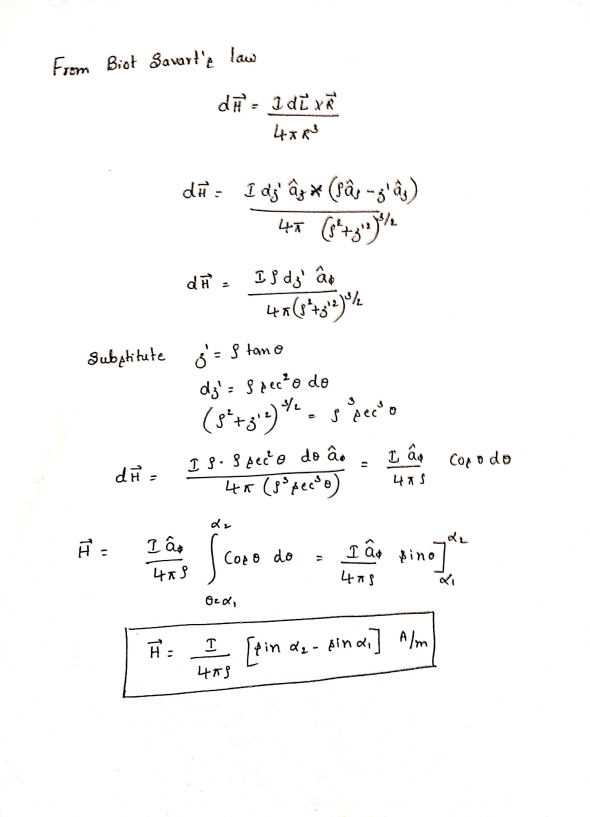 From Biot Savart's law
dH⃗ = I dL⃗ × R⃗ / 4π R³
dH⃗ = I dz' âz × (ρâρ - z'âz) / 4π (ρ²+z'²)^3/2
dH⃗ = I ρ dz' âϕ / 4π(ρ²+z'²)^3/2
Substitute z' = ρ tan θ
dz' = ρ sec²θ dθ
(ρ²+z'²)^3/2 = ρ³ sec³θ
dH⃗ = I ρ·ρ sec²θ dθ âϕ / 4π (ρ³ sec³θ) = I âϕ / 4πρ Cos θ dθ
H⃗ = I âϕ / 4πρ ∫_{θ=α₁}^{α₂} Cos θ dθ = I âϕ / 4πρ sin θ]_{α₁}^{α₂}
H⃗ = I / 4πρ [sin α₂ - sin α₁] A/m